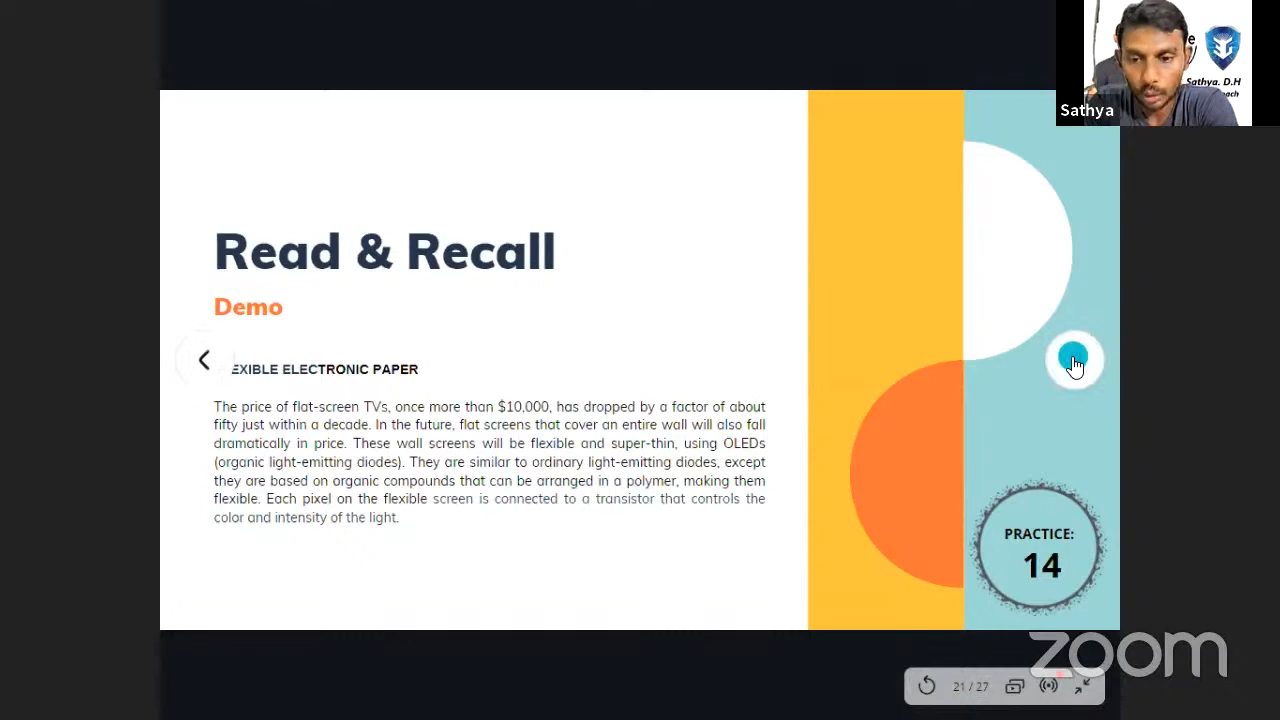 Sathya. D.H
Sathya
Read & Recall
Demo
EXIBLE ELECTRONIC PAPER
The price of flat-screen TVs, once more than $10,000, has dropped by a factor of about
fifty just within a decade. In the future, flat screens that cover an entire wall will also fall
dramatically in price. These wall screens will be flexible and super-thin, using OLEDs
(organic light-emitting diodes). They are similar to ordinary light-emitting diodes, except
they are based on organic compounds that can be arranged in a polymer, making them
flexible. Each pixel on the flexible screen is connected to a transistor that controls the
color and intensity of the light.
PRACTICE:
14
zoom
21 / 27